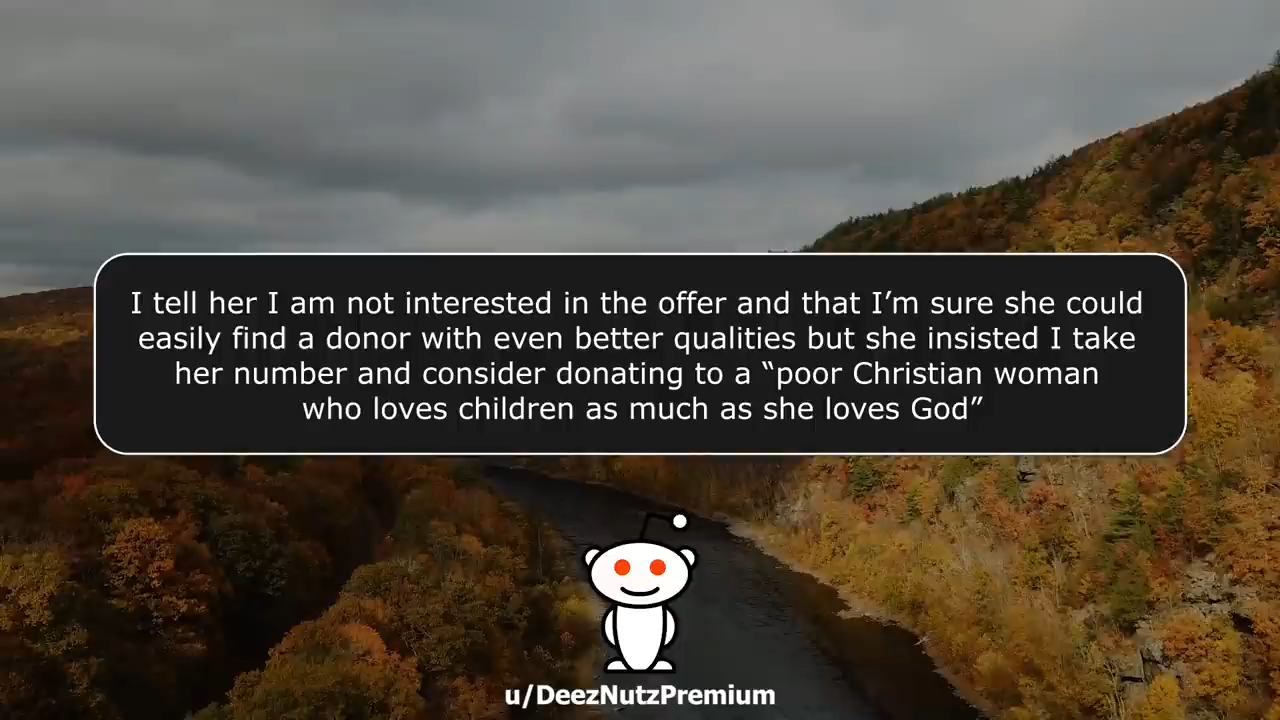 I tell her I am not interested in the offer and that I’m sure she could
easily find a donor with even better qualities but she insisted I take
her number and consider donating to a “poor Christian woman
who loves children as much as she loves God”
u/DeezNutzPremium